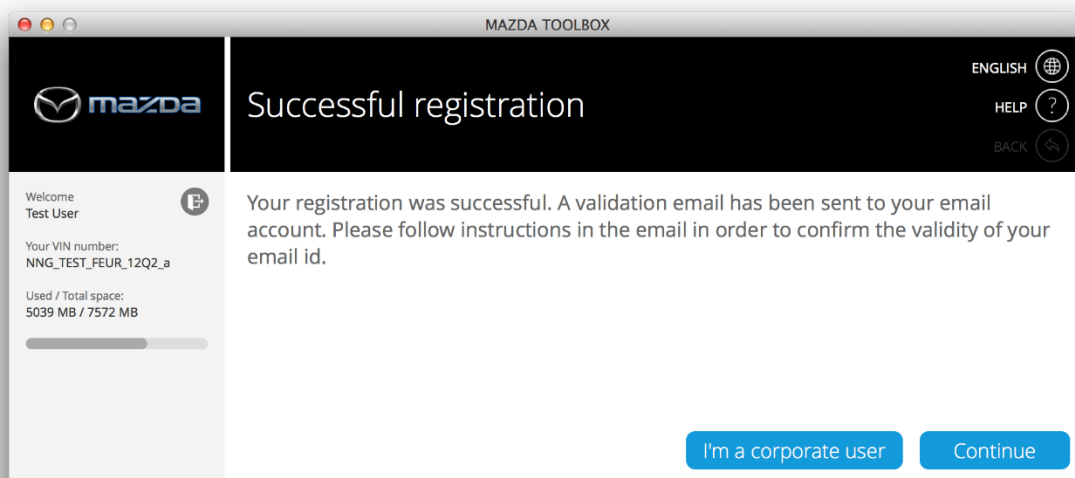 MAZDA TOOLBOX
mazda
Successful registration
ENGLISH
HELP ?
BACK
Welcome
Test User
Your VIN number:
NNG_TEST_FEUR_12Q2_a
Used / Total space:
5039 MB / 7572 MB
Your registration was successful. A validation email has been sent to your email
account. Please follow instructions in the email in order to confirm the validity of your
email id.
I'm a corporate user
Continue